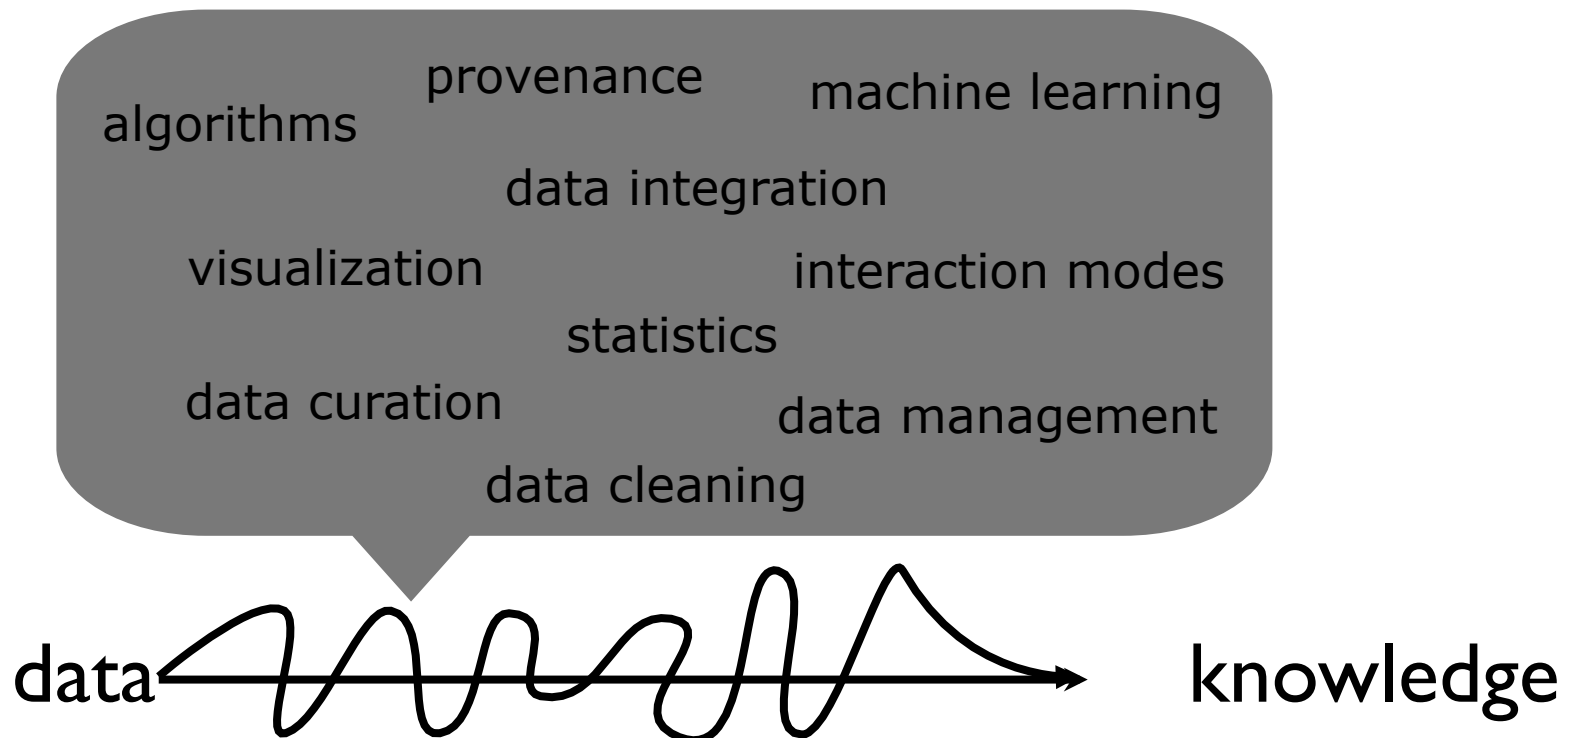 provenance
machine learning
algorithms
data integration
visualization
interaction modes
statistics
data curation
data management
data cleaning
data
knowledge